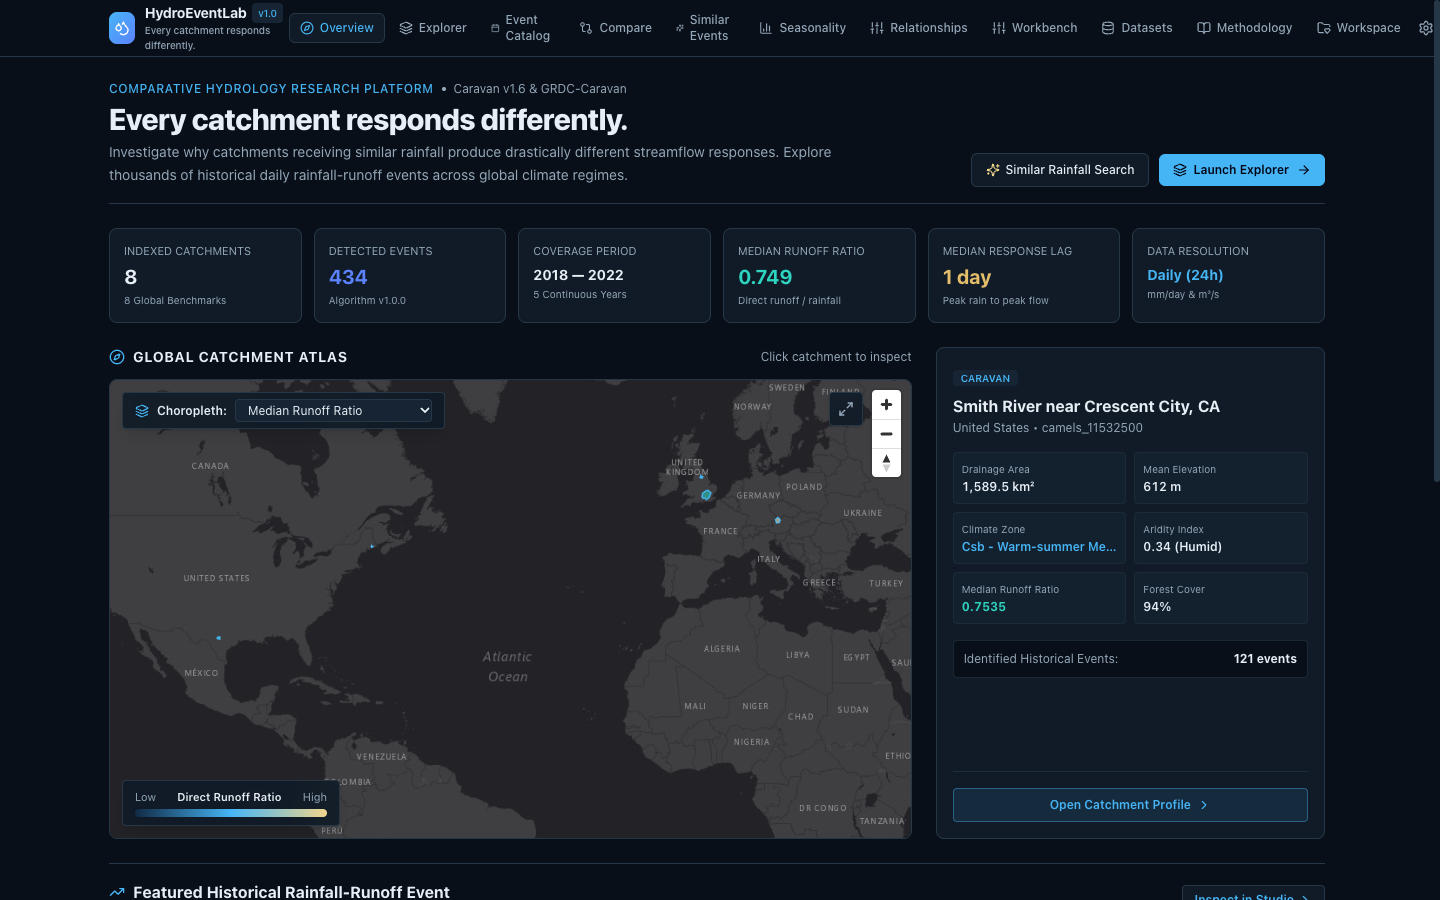 HydroEventLab v1.0
Every catchment responds differently.
Overview
Explorer
Event Catalog
Compare
Similar Events
Seasonality
Relationships
Workbench
Datasets
Methodology
Workspace
COMPARATIVE HYDROLOGY RESEARCH PLATFORM • Caravan v1.6 & GRDC-Caravan
Every catchment responds differently.
Investigate why catchments receiving similar rainfall produce drastically different streamflow responses. Explore
thousands of historical daily rainfall-runoff events across global climate regimes.
Similar Rainfall Search
Launch Explorer
INDEXED CATCHMENTS
8
8 Global Benchmarks
DETECTED EVENTS
434
Algorithm v1.0.0
COVERAGE PERIOD
2018 — 2022
5 Continuous Years
MEDIAN RUNOFF RATIO
0.749
Direct runoff / rainfall
MEDIAN RESPONSE LAG
1 day
Peak rain to peak flow
DATA RESOLUTION
Daily (24h)
mm/day & m³/s
GLOBAL CATCHMENT ATLAS
Click catchment to inspect
Choropleth: Median Runoff Ratio
SWEDEN
FINLAND
NORWAY
CANADA
UNITED
KINGDOM
POLAND
GERMANY
UKRAINE
FRANCE
ITALY
UNITED STATES
GREECE
TURKEY
ALGERIA
LIBYA
EGYPT
SAU
Atlantic
Ocean
MÉXICO
MALI
NIGER
CHAD
SUDAN
NIGERIA
VENEZUELA
ETHIO
OLOMBIA
DR CONGO
TANZANIA
PERÚ
Low Direct Runoff Ratio High
CARAVAN
Smith River near Crescent City, CA
United States • camels_11532500
Drainage Area
1,589.5 km²
Mean Elevation
612 m
Climate Zone
Csb - Warm-summer Me...
Aridity Index
0.34 (Humid)
Median Runoff Ratio
0.7535
Forest Cover
94%
Identified Historical Events: 121 events
Open Catchment Profile
Featured Historical Rainfall-Runoff Event
Inspect in Studio